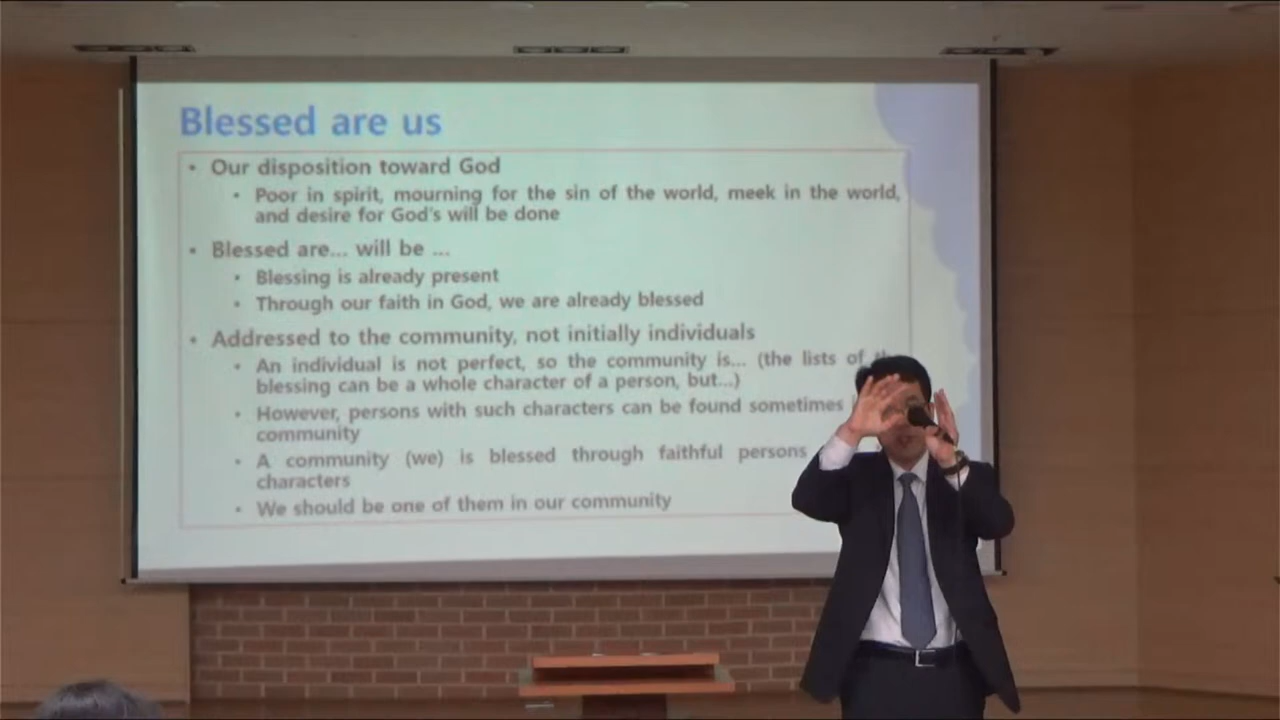 Blessed are us
• Our disposition toward God
• Poor in spirit, mourning for the sin of the world, meek in the world,
and desire for God's will be done
• Blessed are... will be ...
• Blessing is already present
• Through our faith in God, we are already blessed
• Addressed to the community, not initially individuals
• An individual is not perfect, so the community is... (the lists of
blessing can be a whole character of a person, but...)
• However, persons with such characters can be found sometimes
community
• A community (we) is blessed through faithful persons
characters
• We should be one of them in our community